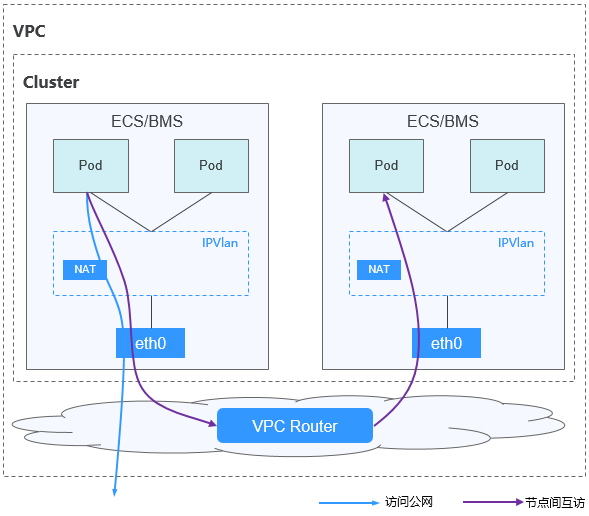 VPC
Cluster
ECS/BMS
Pod
Pod
IPVlan
NAT
eth0
ECS/BMS
Pod
Pod
IPVlan
NAT
eth0
VPC Router
访问公网
节点间互访